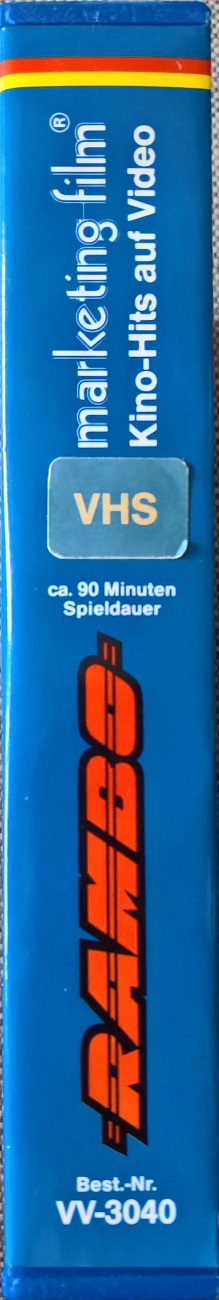 marketing film®
Kino-Hits auf Video
VHS
ca. 90 Minuten
Spieldauer
RAMBO
Best.-Nr.
VV-3040